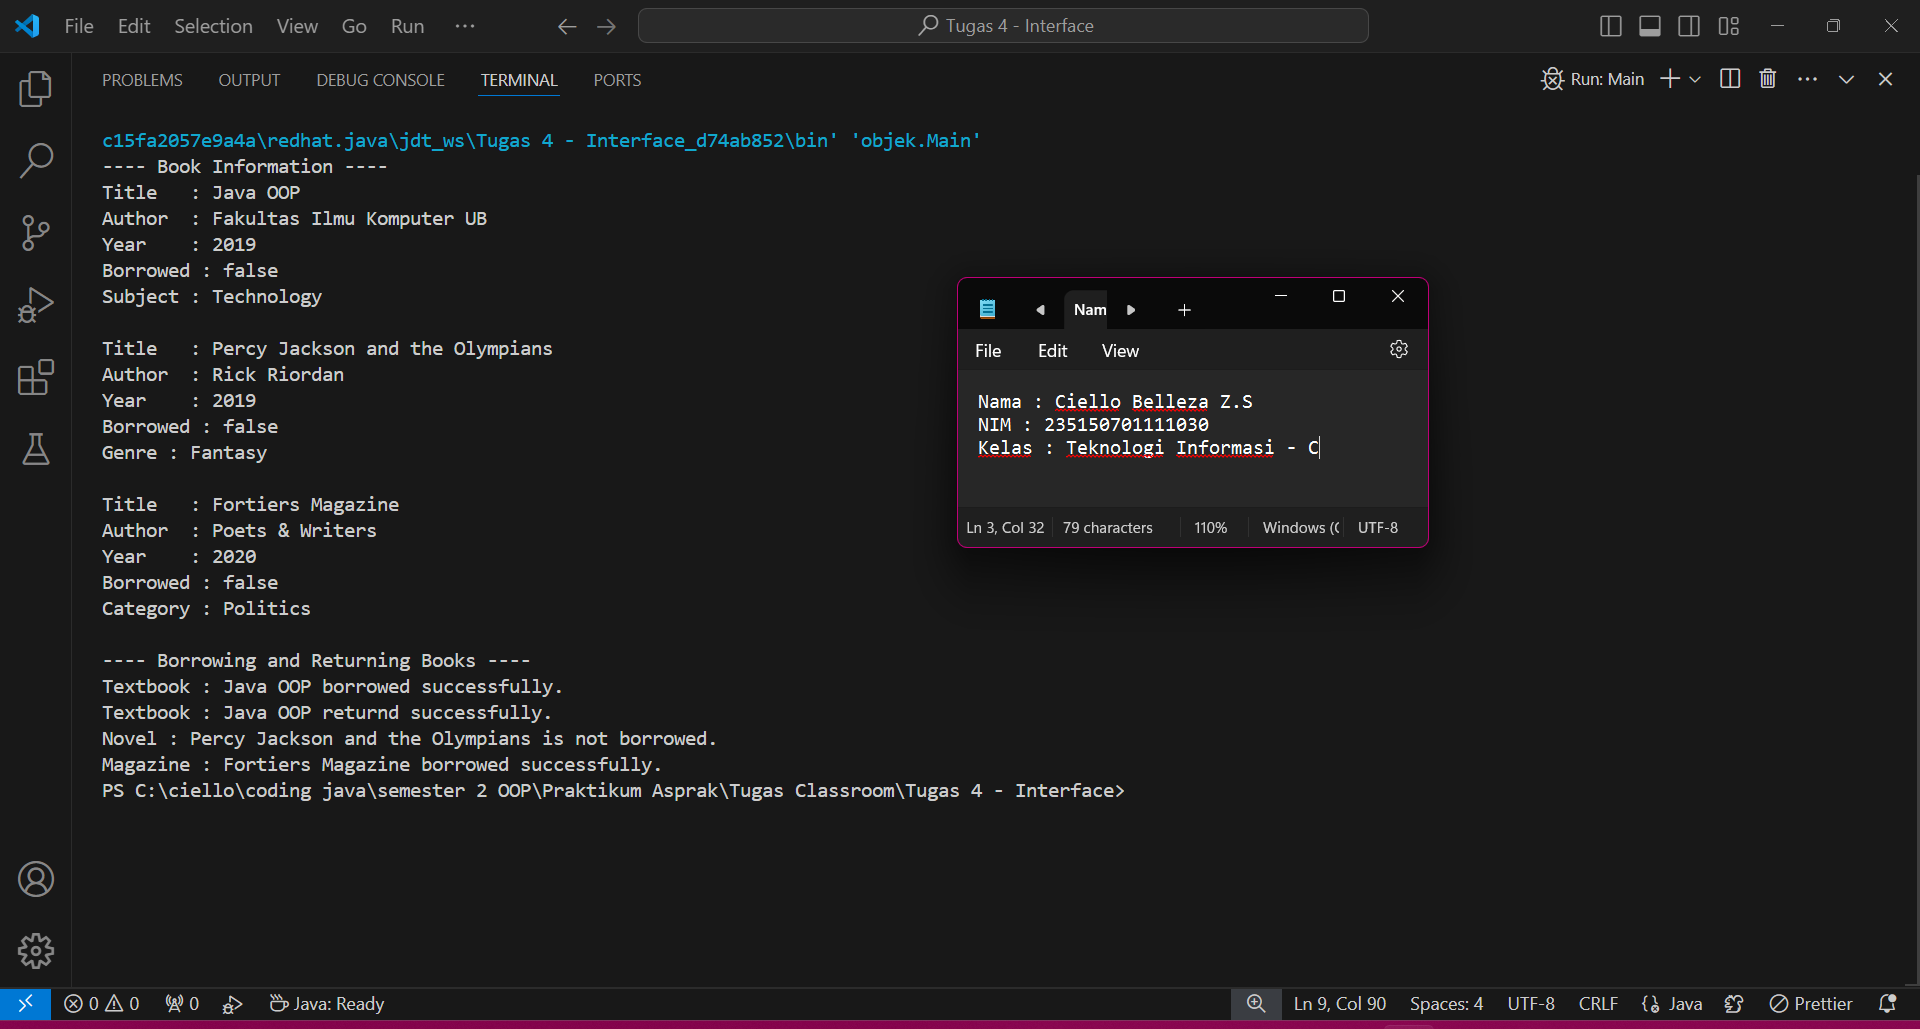 File Edit Selection View Go Run ··· Tugas 4 - Interface
PROBLEMS OUTPUT DEBUG CONSOLE TERMINAL PORTS Run: Main
c15fa2057e9a4a\redhat.java\jdt_ws\Tugas 4 - Interface_d74ab852\bin' 'objek.Main'
---- Book Information ----
Title   : Java OOP
Author  : Fakultas Ilmu Komputer UB
Year    : 2019
Borrowed : false
Subject : Technology
Title   : Percy Jackson and the Olympians
Author  : Rick Riordan
Year    : 2019
Borrowed : false
Genre : Fantasy
Title   : Fortiers Magazine
Author  : Poets & Writers
Year    : 2020
Borrowed : false
Category : Politics
---- Borrowing and Returning Books ----
Textbook : Java OOP borrowed successfully.
Textbook : Java OOP returnd successfully.
Novel : Percy Jackson and the Olympians is not borrowed.
Magazine : Fortiers Magazine borrowed successfully.
PS C:\ciello\coding java\semester 2 OOP\Praktikum Asprak\Tugas Classroom\Tugas 4 - Interface>
Nam
File Edit View
Nama : Ciello Belleza Z.S
NIM : 235150701111030
Kelas : Teknologi Informasi - C
Ln 3, Col 32 79 characters 110% Windows (C UTF-8
0 0 0 Java: Ready Ln 9, Col 90 Spaces: 4 UTF-8 CRLF Java Prettier